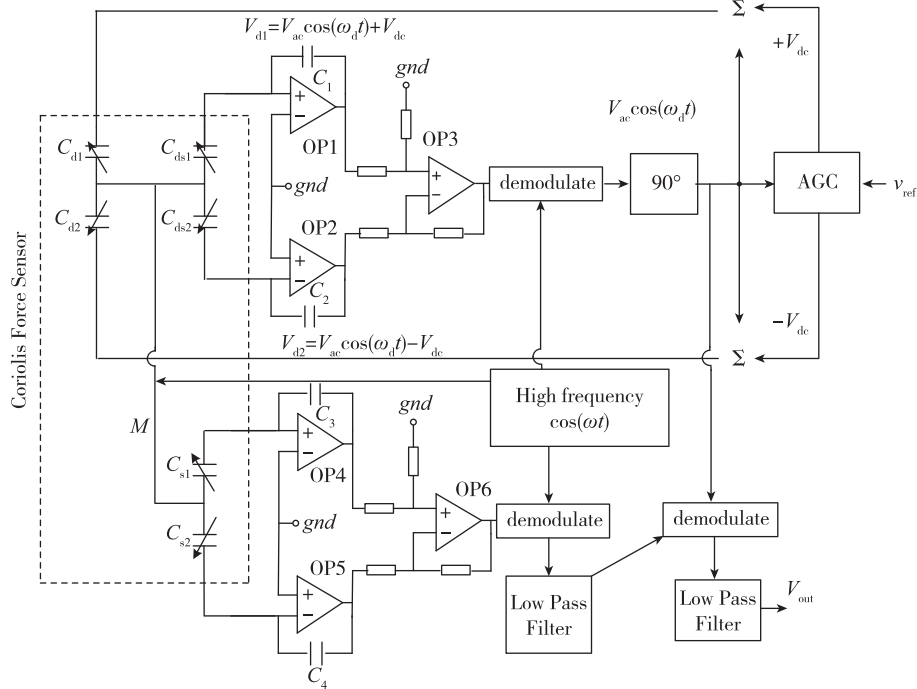 V_d1=V_ac cos(ω_d t)+V_dc
Σ
+V_dc
C_1
gnd
OP1
OP3
V_ac cos(ω_d t)
C_d1
C_ds1
gnd
demodulate
90°
AGC
v_ref
C_d2
C_ds2
OP2
C_2
Coriolis Force Sensor
V_d2=V_ac cos(ω_d t)-V_dc
-V_dc
Σ
M
C_3
gnd
High frequency
cos(ωt)
OP4
C_s1
OP6
gnd
demodulate
demodulate
C_s2
OP5
Low Pass
Filter
Low Pass
Filter
V_out
C_4